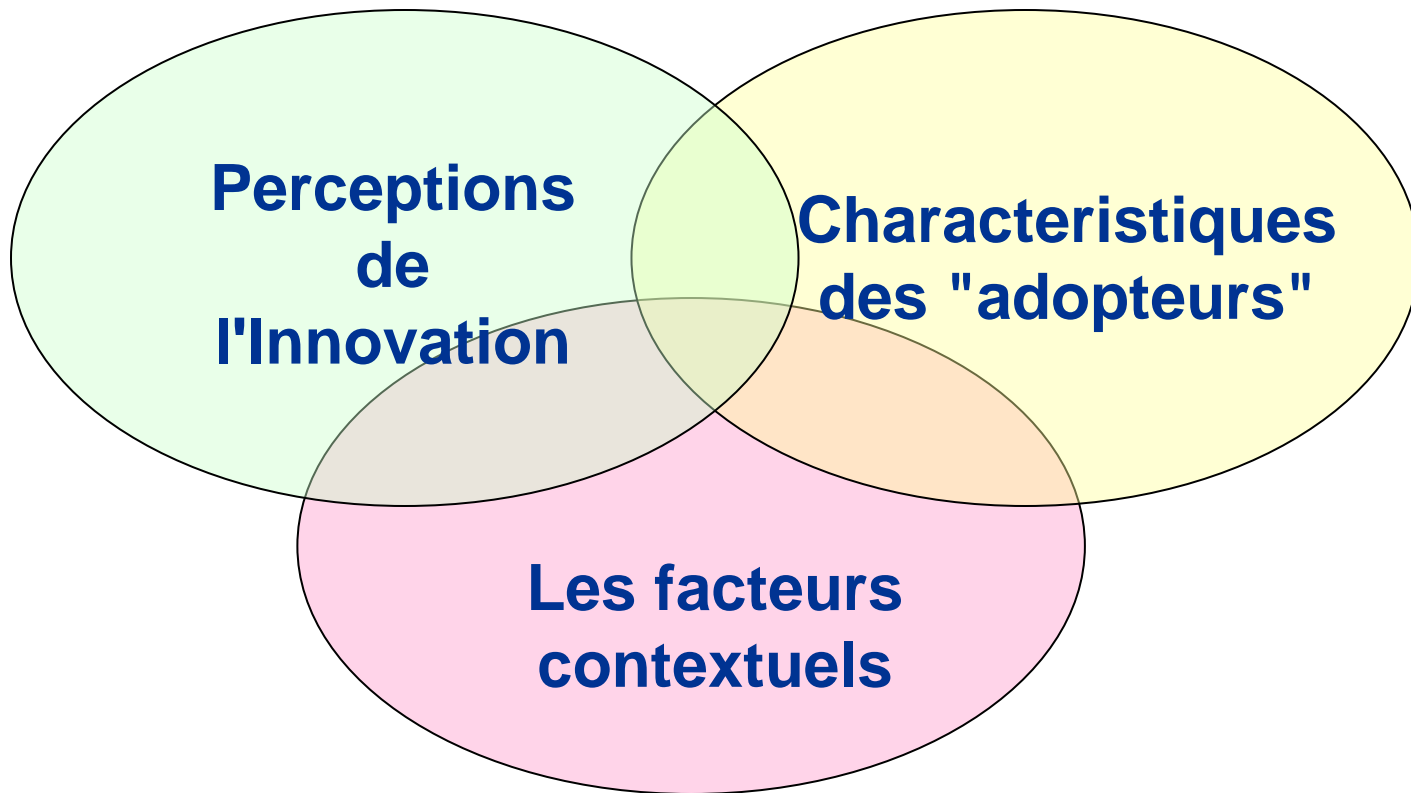 Perceptions
de
l'Innovation
Characteristiques
des "adopteurs"
Les facteurs
contextuels